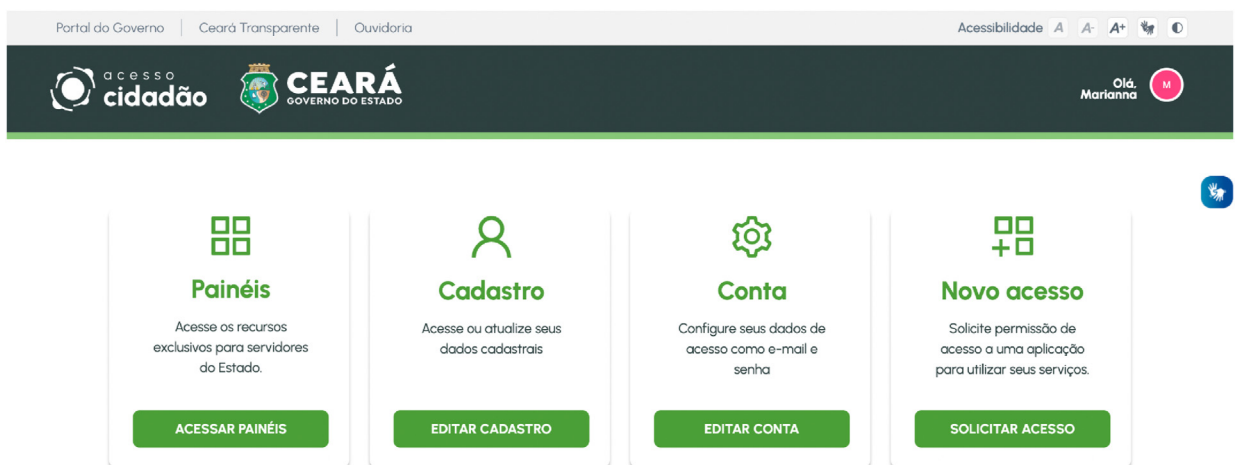 Portal do Governo
Ceará Transparente
Ouvidoria
Acessibilidade A A- A+
acesso
cidadão
CEARÁ
GOVERNO DO ESTADO
Olá,
Marianna
M
Painéis
Acesse os recursos
exclusivos para servidores
do Estado.
ACESSAR PAINÉIS
Cadastro
Acesse ou atualize seus
dados cadastrais
EDITAR CADASTRO
Conta
Configure seus dados de
acesso como e-mail e
senha
EDITAR CONTA
Novo acesso
Solicite permissão de
acesso a uma aplicação
para utilizar seus serviços.
SOLICITAR ACESSO